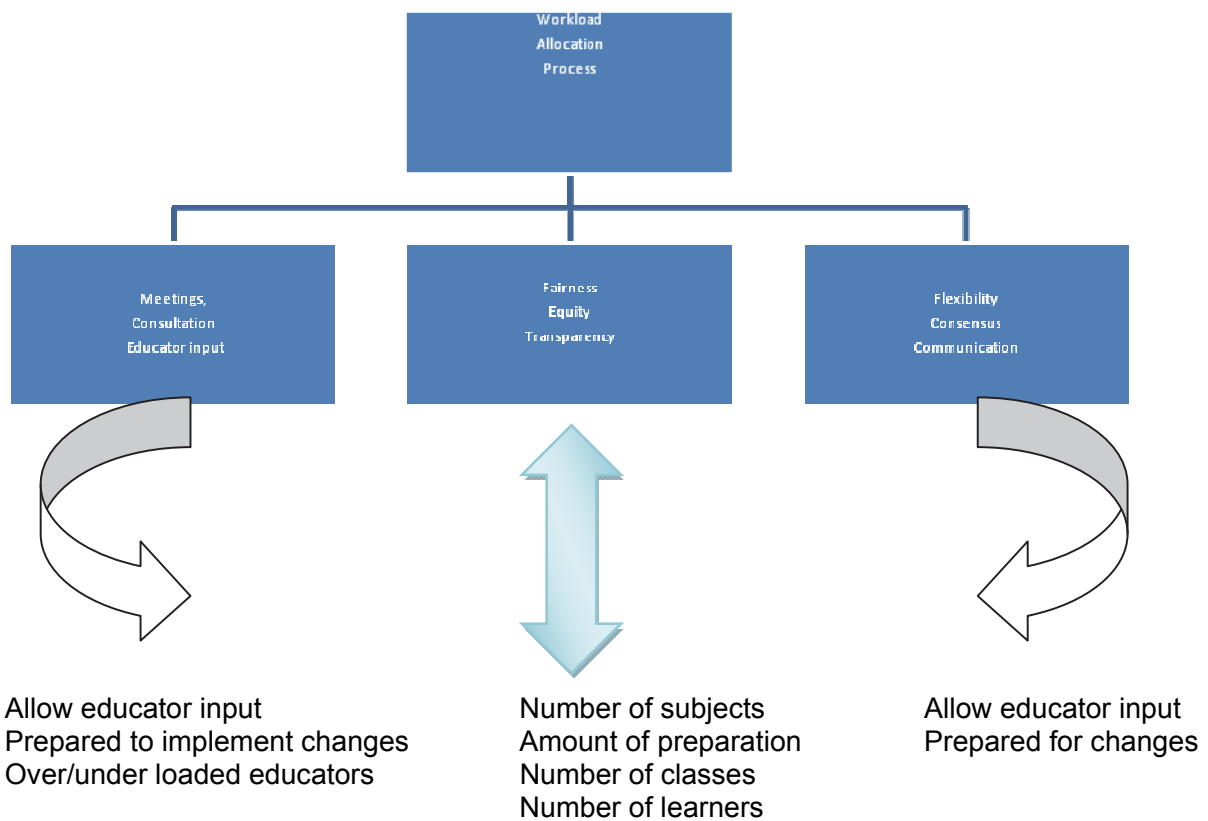 Workload
Allocation
Process
Meetings,
Consultation
Educator input
Fairness
Equity
Transparency
Flexibility
Consensus
Communication
Allow educator input
Prepared to implement changes
Over/under loaded educators
Number of subjects
Amount of preparation
Number of classes
Number of learners
Allow educator input
Prepared for changes